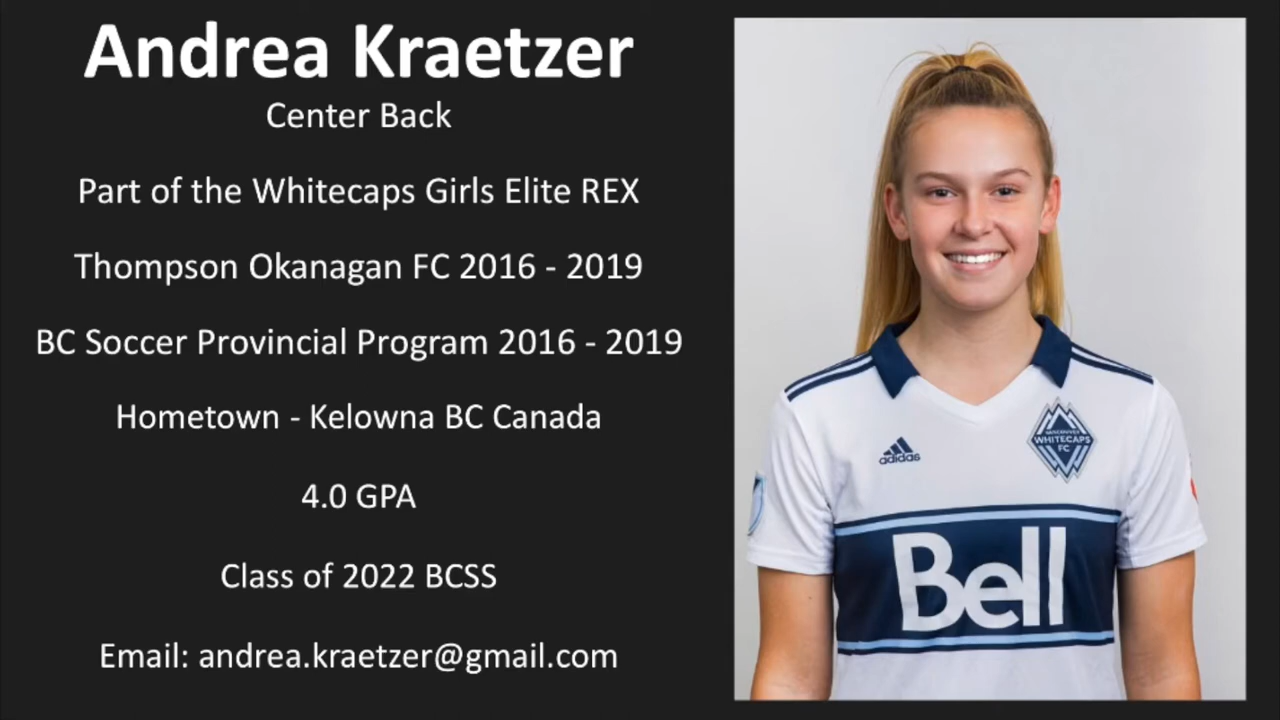 Andrea Kraetzer
Center Back
Part of the Whitecaps Girls Elite REX
Thompson Okanagan FC 2016 - 2019
BC Soccer Provincial Program 2016 - 2019
Hometown - Kelowna BC Canada
4.0 GPA
Class of 2022 BCSS
Email: andrea.kraetzer@gmail.com
adidas
VANCOUVER
WHITECAPS
FC
Bell